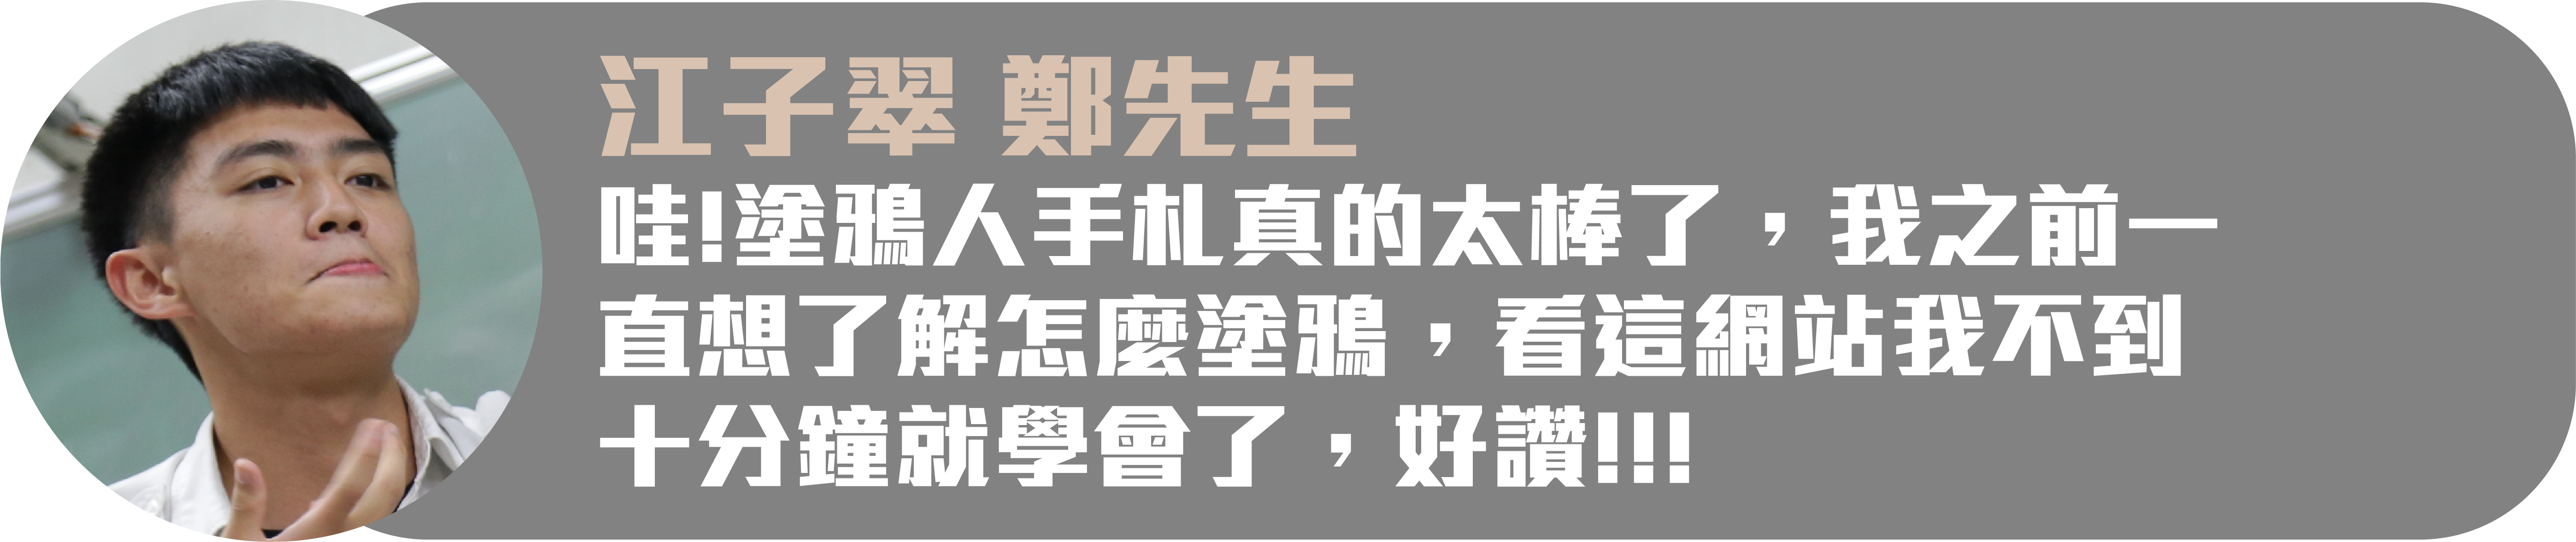 江子翠 鄭先生
哇!塗鴉人手札真的太棒了，我之前一
直想了解怎麼塗鴉，看這網站我不到
十分鐘就學會了，好讚!!!